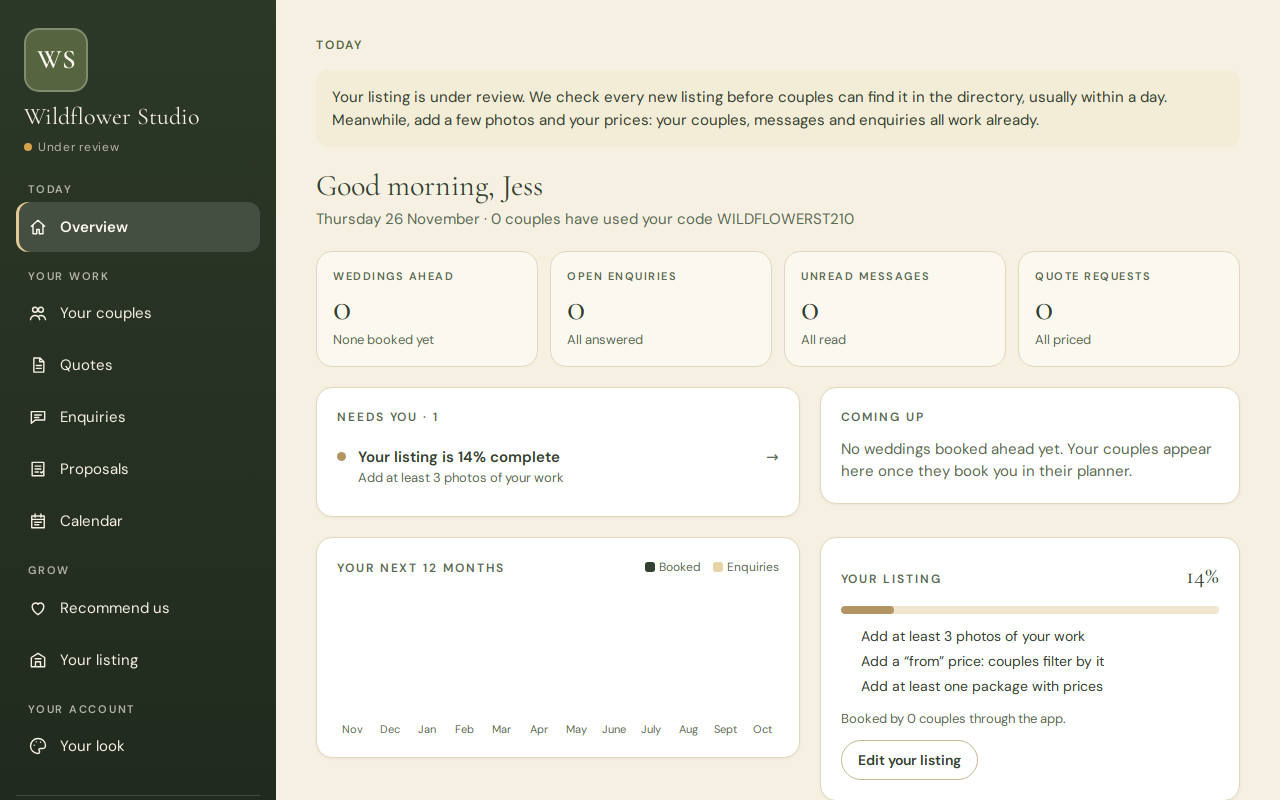 WS
Wildflower Studio
Under review
TODAY
Overview
YOUR WORK
Your couples
Quotes
Enquiries
Proposals
Calendar
GROW
Recommend us
Your listing
YOUR ACCOUNT
Your look
TODAY
Your listing is under review. We check every new listing before couples can find it in the directory, usually within a day.
Meanwhile, add a few photos and your prices: your couples, messages and enquiries all work already.
Good morning, Jess
Thursday 26 November · 0 couples have used your code WILDFLOWERST210
WEDDINGS AHEAD
0
None booked yet
OPEN ENQUIRIES
0
All answered
UNREAD MESSAGES
0
All read
QUOTE REQUESTS
0
All priced
NEEDS YOU · 1
Your listing is 14% complete →
Add at least 3 photos of your work
COMING UP
No weddings booked ahead yet. Your couples appear
here once they book you in their planner.
YOUR NEXT 12 MONTHS Booked Enquiries
Nov Dec Jan Feb Mar Apr May June July Aug Sept Oct
YOUR LISTING 14%
Add at least 3 photos of your work
Add a “from” price: couples filter by it
Add at least one package with prices
Booked by 0 couples through the app.
Edit your listing